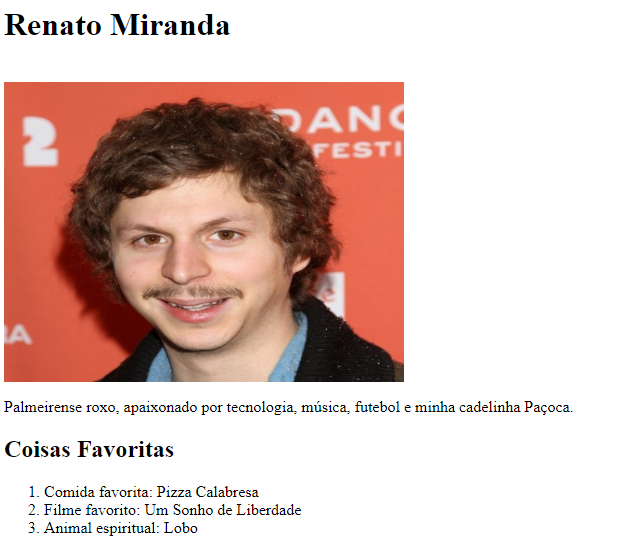 Renato Miranda
2
DANC
FESTI
Palmeirense roxo, apaixonado por tecnologia, música, futebol e minha cadelinha Paçoca.
Coisas Favoritas
1. Comida favorita: Pizza Calabresa
2. Filme favorito: Um Sonho de Liberdade
3. Animal espiritual: Lobo